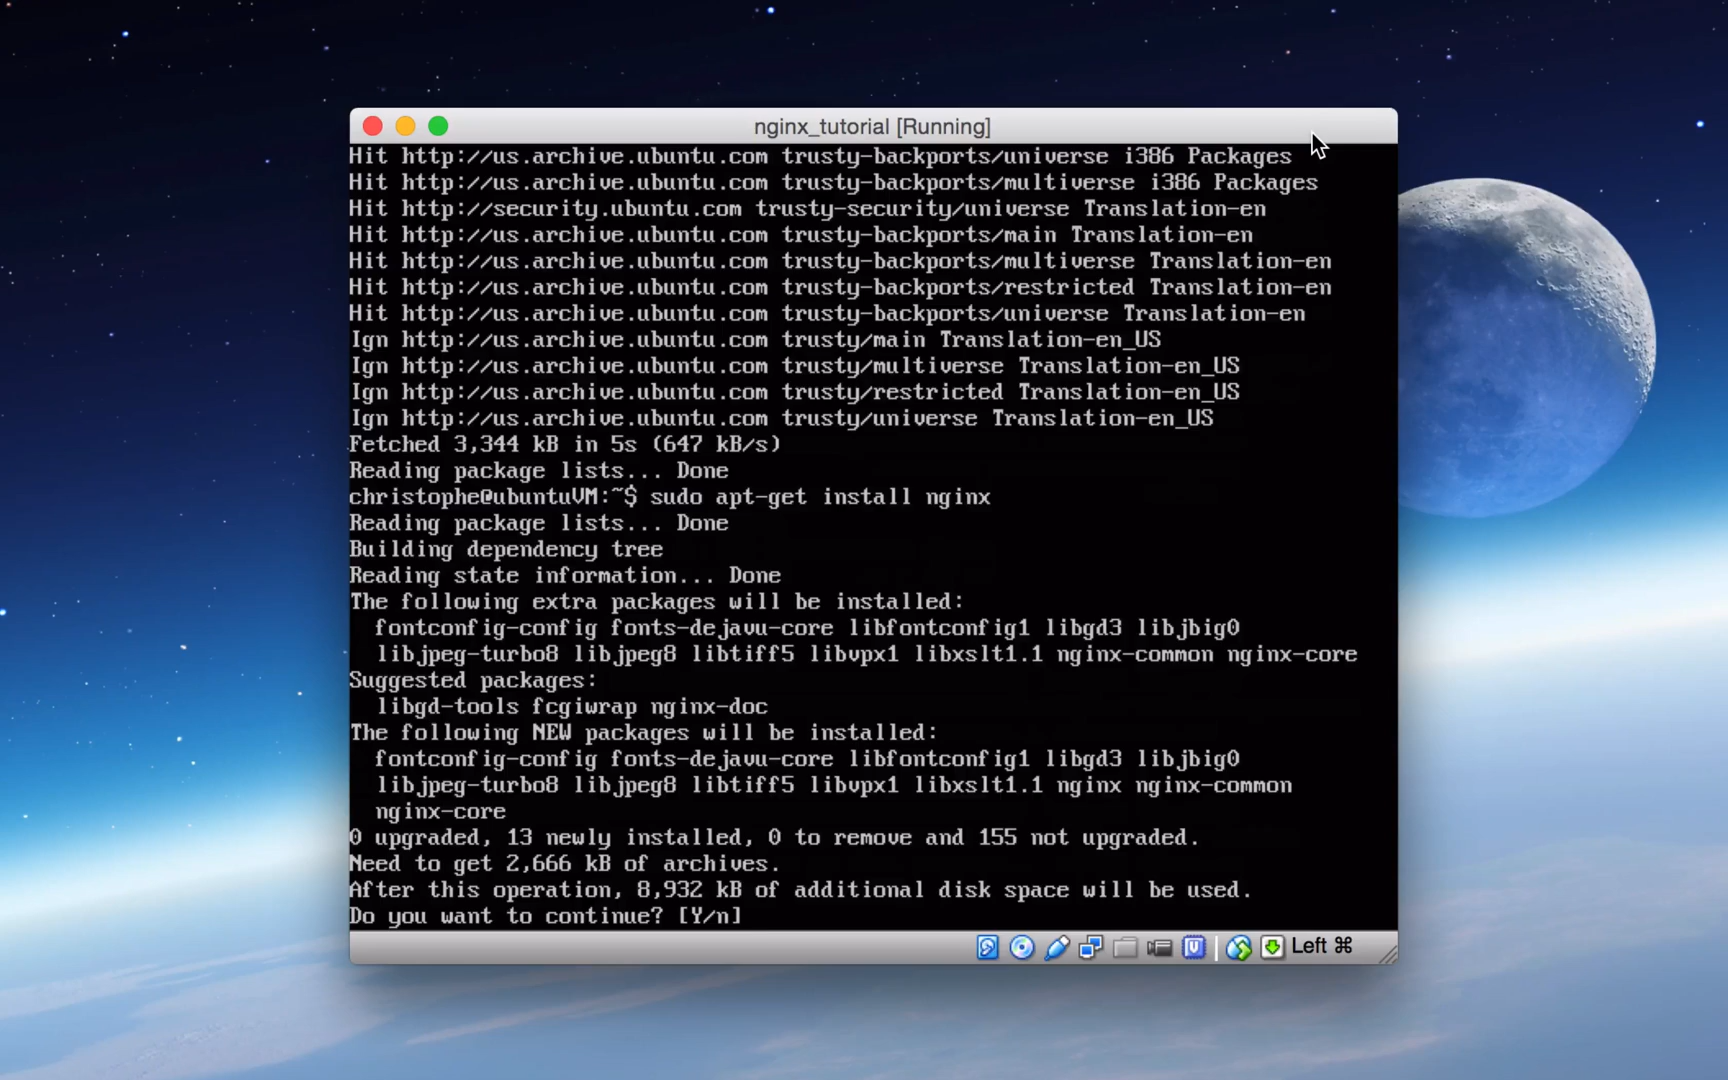 nginx_tutorial [Running]
Hit http://us.archive.ubuntu.com trusty-backports/universe i386 Packages
Hit http://us.archive.ubuntu.com trusty-backports/multiverse i386 Packages
Hit http://security.ubuntu.com trusty-security/universe Translation-en
Hit http://us.archive.ubuntu.com trusty-backports/main Translation-en
Hit http://us.archive.ubuntu.com trusty-backports/multiverse Translation-en
Hit http://us.archive.ubuntu.com trusty-backports/restricted Translation-en
Hit http://us.archive.ubuntu.com trusty-backports/universe Translation-en
Ign http://us.archive.ubuntu.com trusty/main Translation-en_US
Ign http://us.archive.ubuntu.com trusty/multiverse Translation-en_US
Ign http://us.archive.ubuntu.com trusty/restricted Translation-en_US
Ign http://us.archive.ubuntu.com trusty/universe Translation-en_US
Fetched 3,344 kB in 5s (647 kB/s)
Reading package lists... Done
christophe@ubuntuVM:~$ sudo apt-get install nginx
Reading package lists... Done
Building dependency tree
Reading state information... Done
The following extra packages will be installed:
  fontconfig-config fonts-dejavu-core libfontconfig1 libgd3 libjbig0
  libjpeg-turbo8 libjpeg8 libtiff5 libvpx1 libxslt1.1 nginx-common nginx-core
Suggested packages:
  libgd-tools fcgiwrap nginx-doc
The following NEW packages will be installed:
  fontconfig-config fonts-dejavu-core libfontconfig1 libgd3 libjbig0
  libjpeg-turbo8 libjpeg8 libtiff5 libvpx1 libxslt1.1 nginx nginx-common
  nginx-core
0 upgraded, 13 newly installed, 0 to remove and 155 not upgraded.
Need to get 2,666 kB of archives.
After this operation, 8,932 kB of additional disk space will be used.
Do you want to continue? [Y/n]
Left ⌘